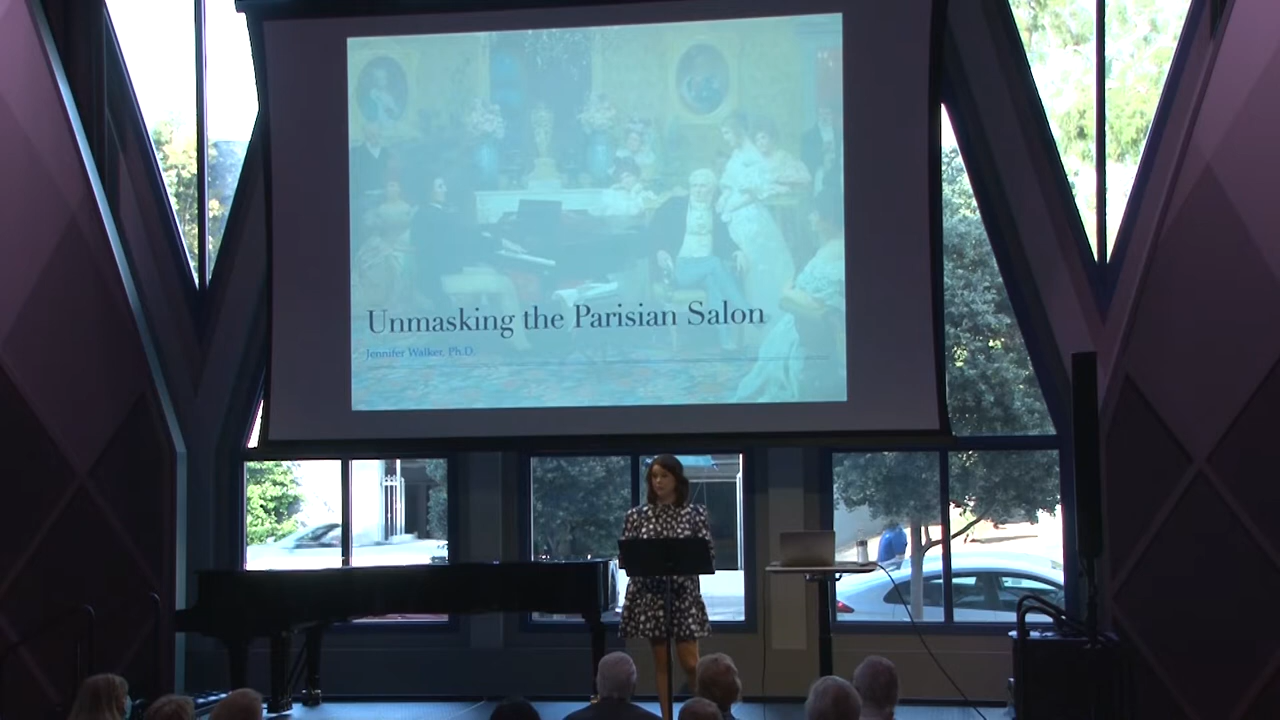 Unmasking the Parisian Salon
Jennifer Walker, Ph.D.